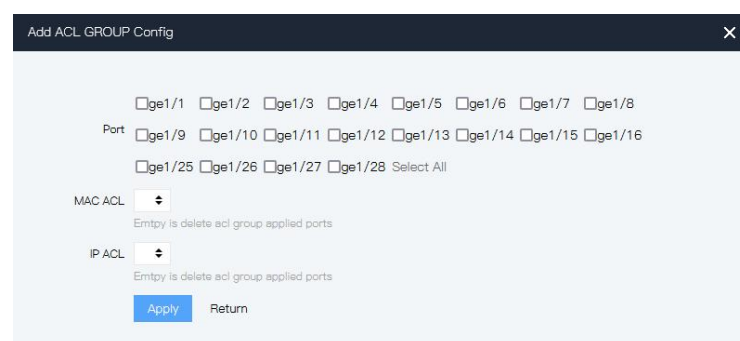 Add ACL GROUP Config
ge1/1 ge1/2 ge1/3 ge1/4 ge1/5 ge1/6 ge1/7 ge1/8
Port ge1/9 ge1/10 ge1/11 ge1/12 ge1/13 ge1/14 ge1/15 ge1/16
ge1/25 ge1/26 ge1/27 ge1/28 Select All
MAC ACL
Emtpy is delete acl group applied ports
IP ACL
Emtpy is delete acl group applied ports
Apply Return